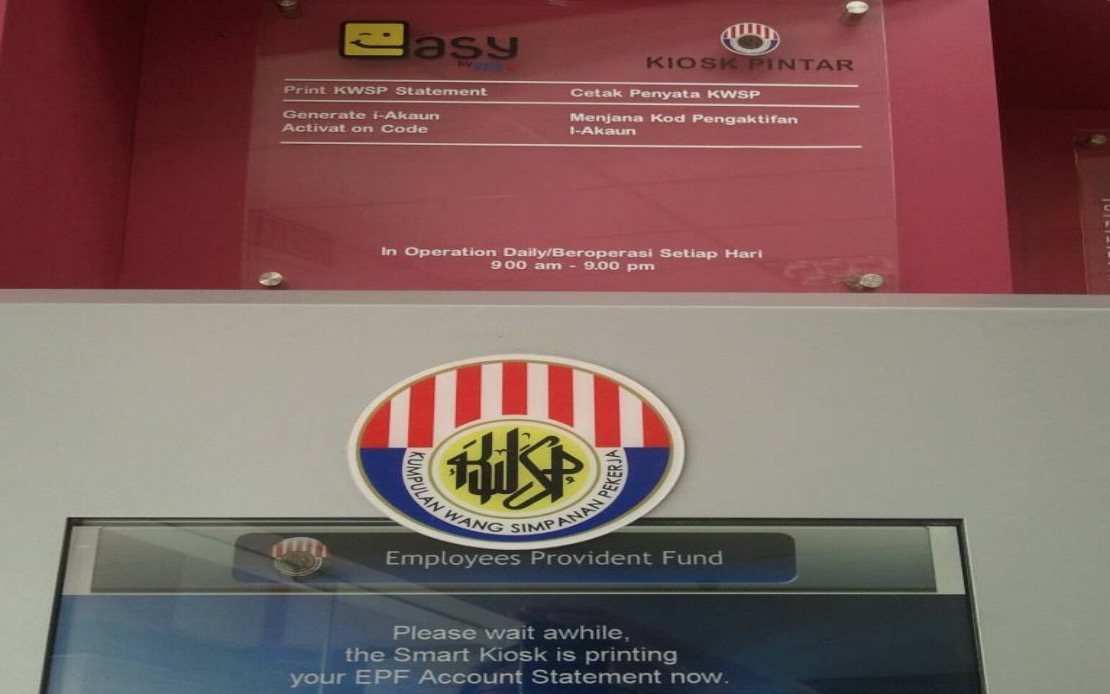 easy
by
KIOSK PINTAR
Print KWSP Statement
Cetak Penyata KWSP
Generate i-Akaun
Activat on Code
Menjana Kod Pengaktifan
I-Akaun
In Operation Daily/Beroperasi Setiap Hari
9 00 am - 9.00 pm
KWSP
KUMPULAN WANG SIMPANAN PEKERJA
Employees Provident Fund
Please wait awhile,
the Smart Kiosk is printing
your EPF Account Statement now.